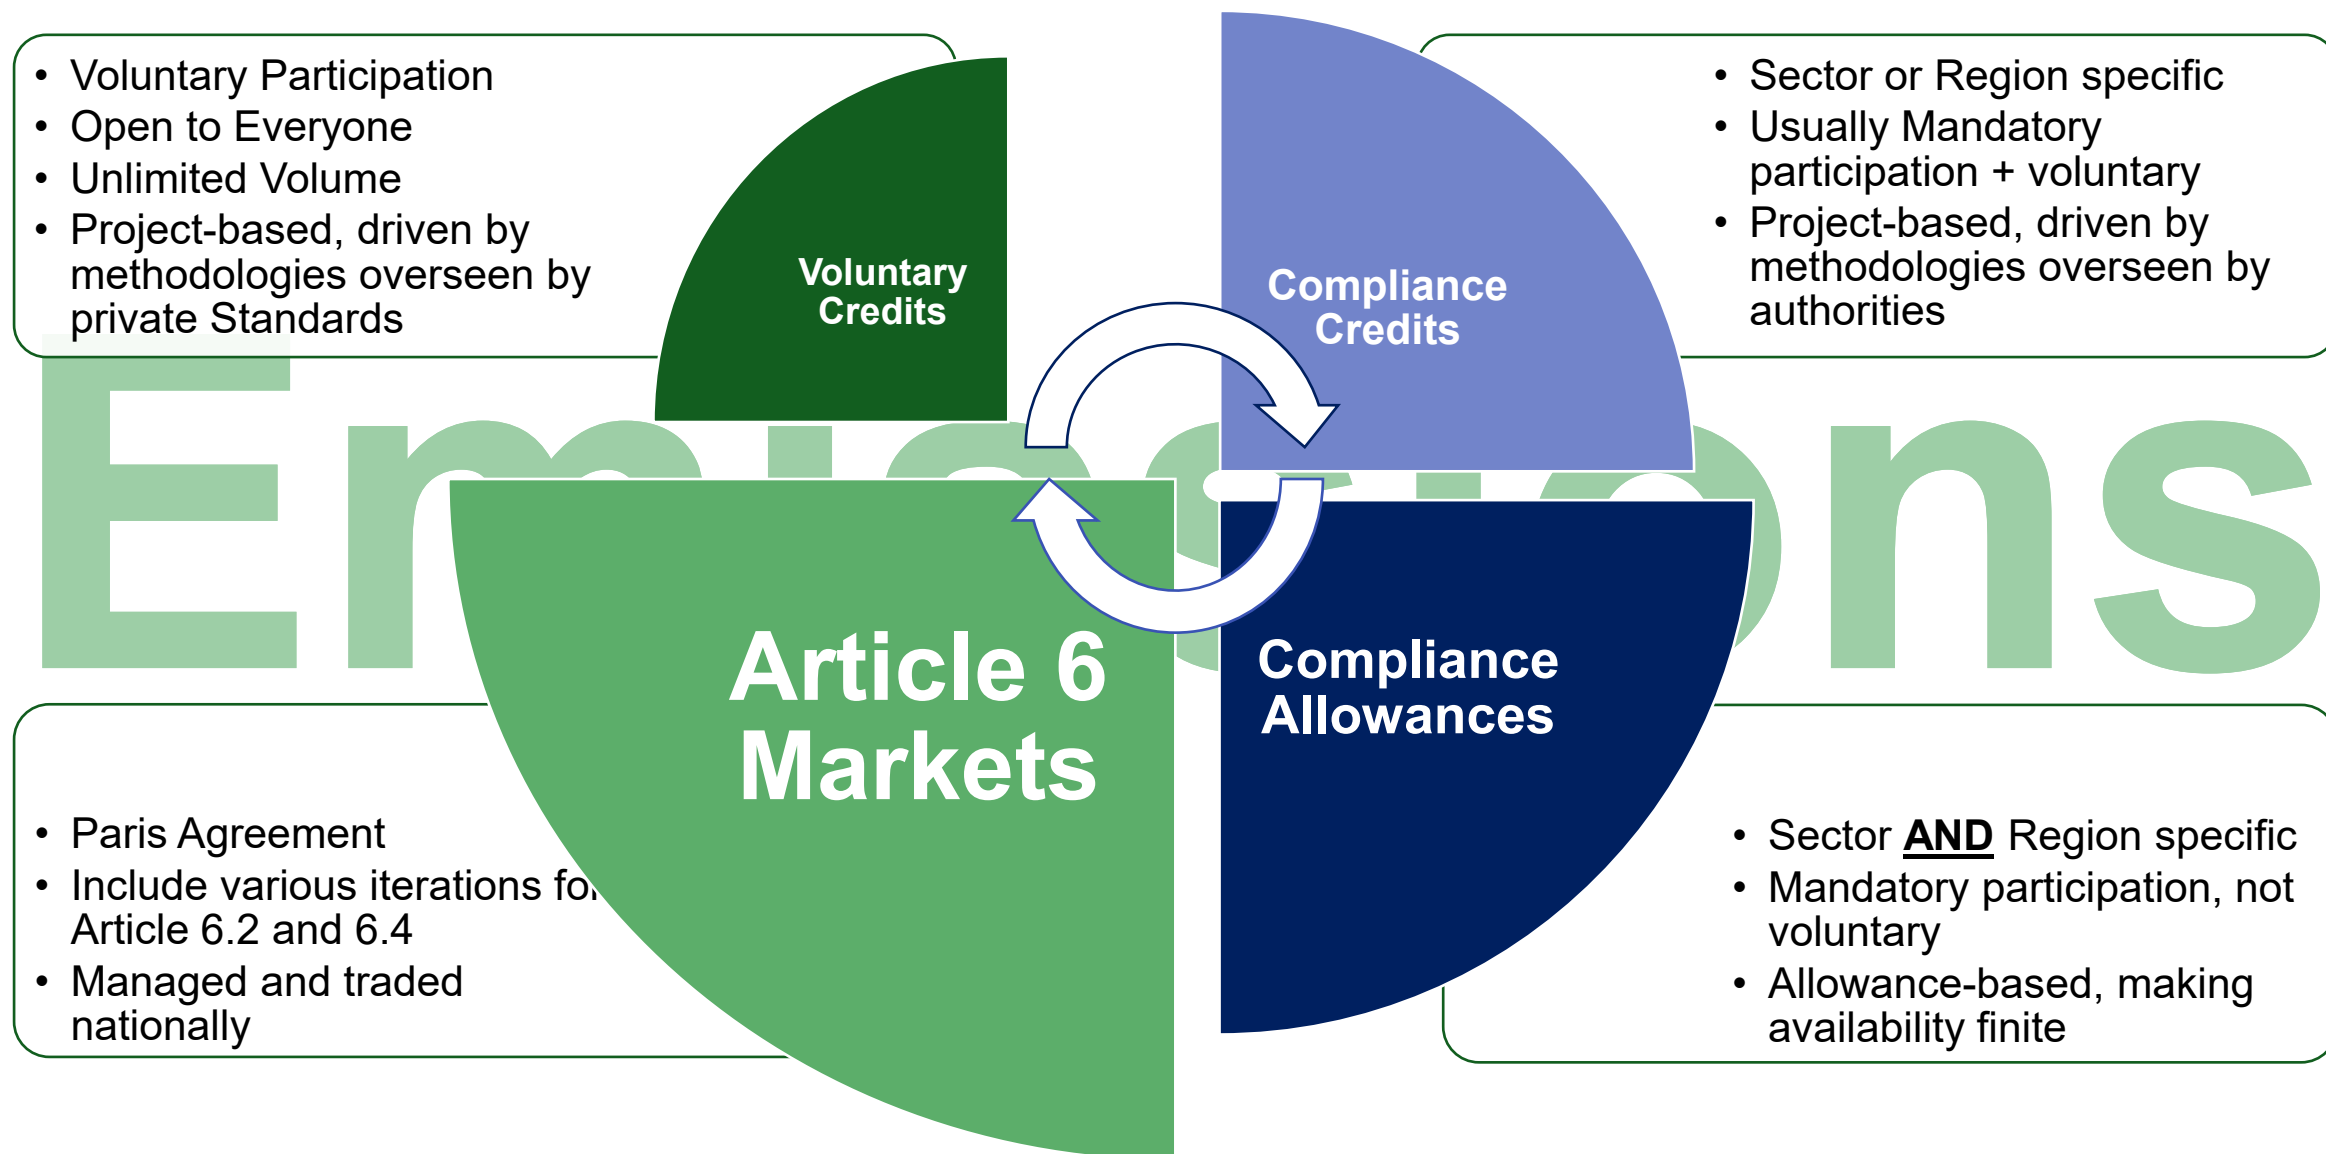 • Voluntary Participation
• Open to Everyone
• Unlimited Volume
• Project-based, driven by
methodologies overseen by
private Standards
Voluntary
Credits
Compliance
Credits
• Sector or Region specific
• Usually Mandatory
participation + voluntary
• Project-based, driven by
methodologies overseen by
authorities
Emissions
Article 6
Markets
Compliance
Allowances
• Paris Agreement
• Include various iterations for
Article 6.2 and 6.4
• Managed and traded
nationally
• Sector AND Region specific
• Mandatory participation, not
voluntary
• Allowance-based, making
availability finite